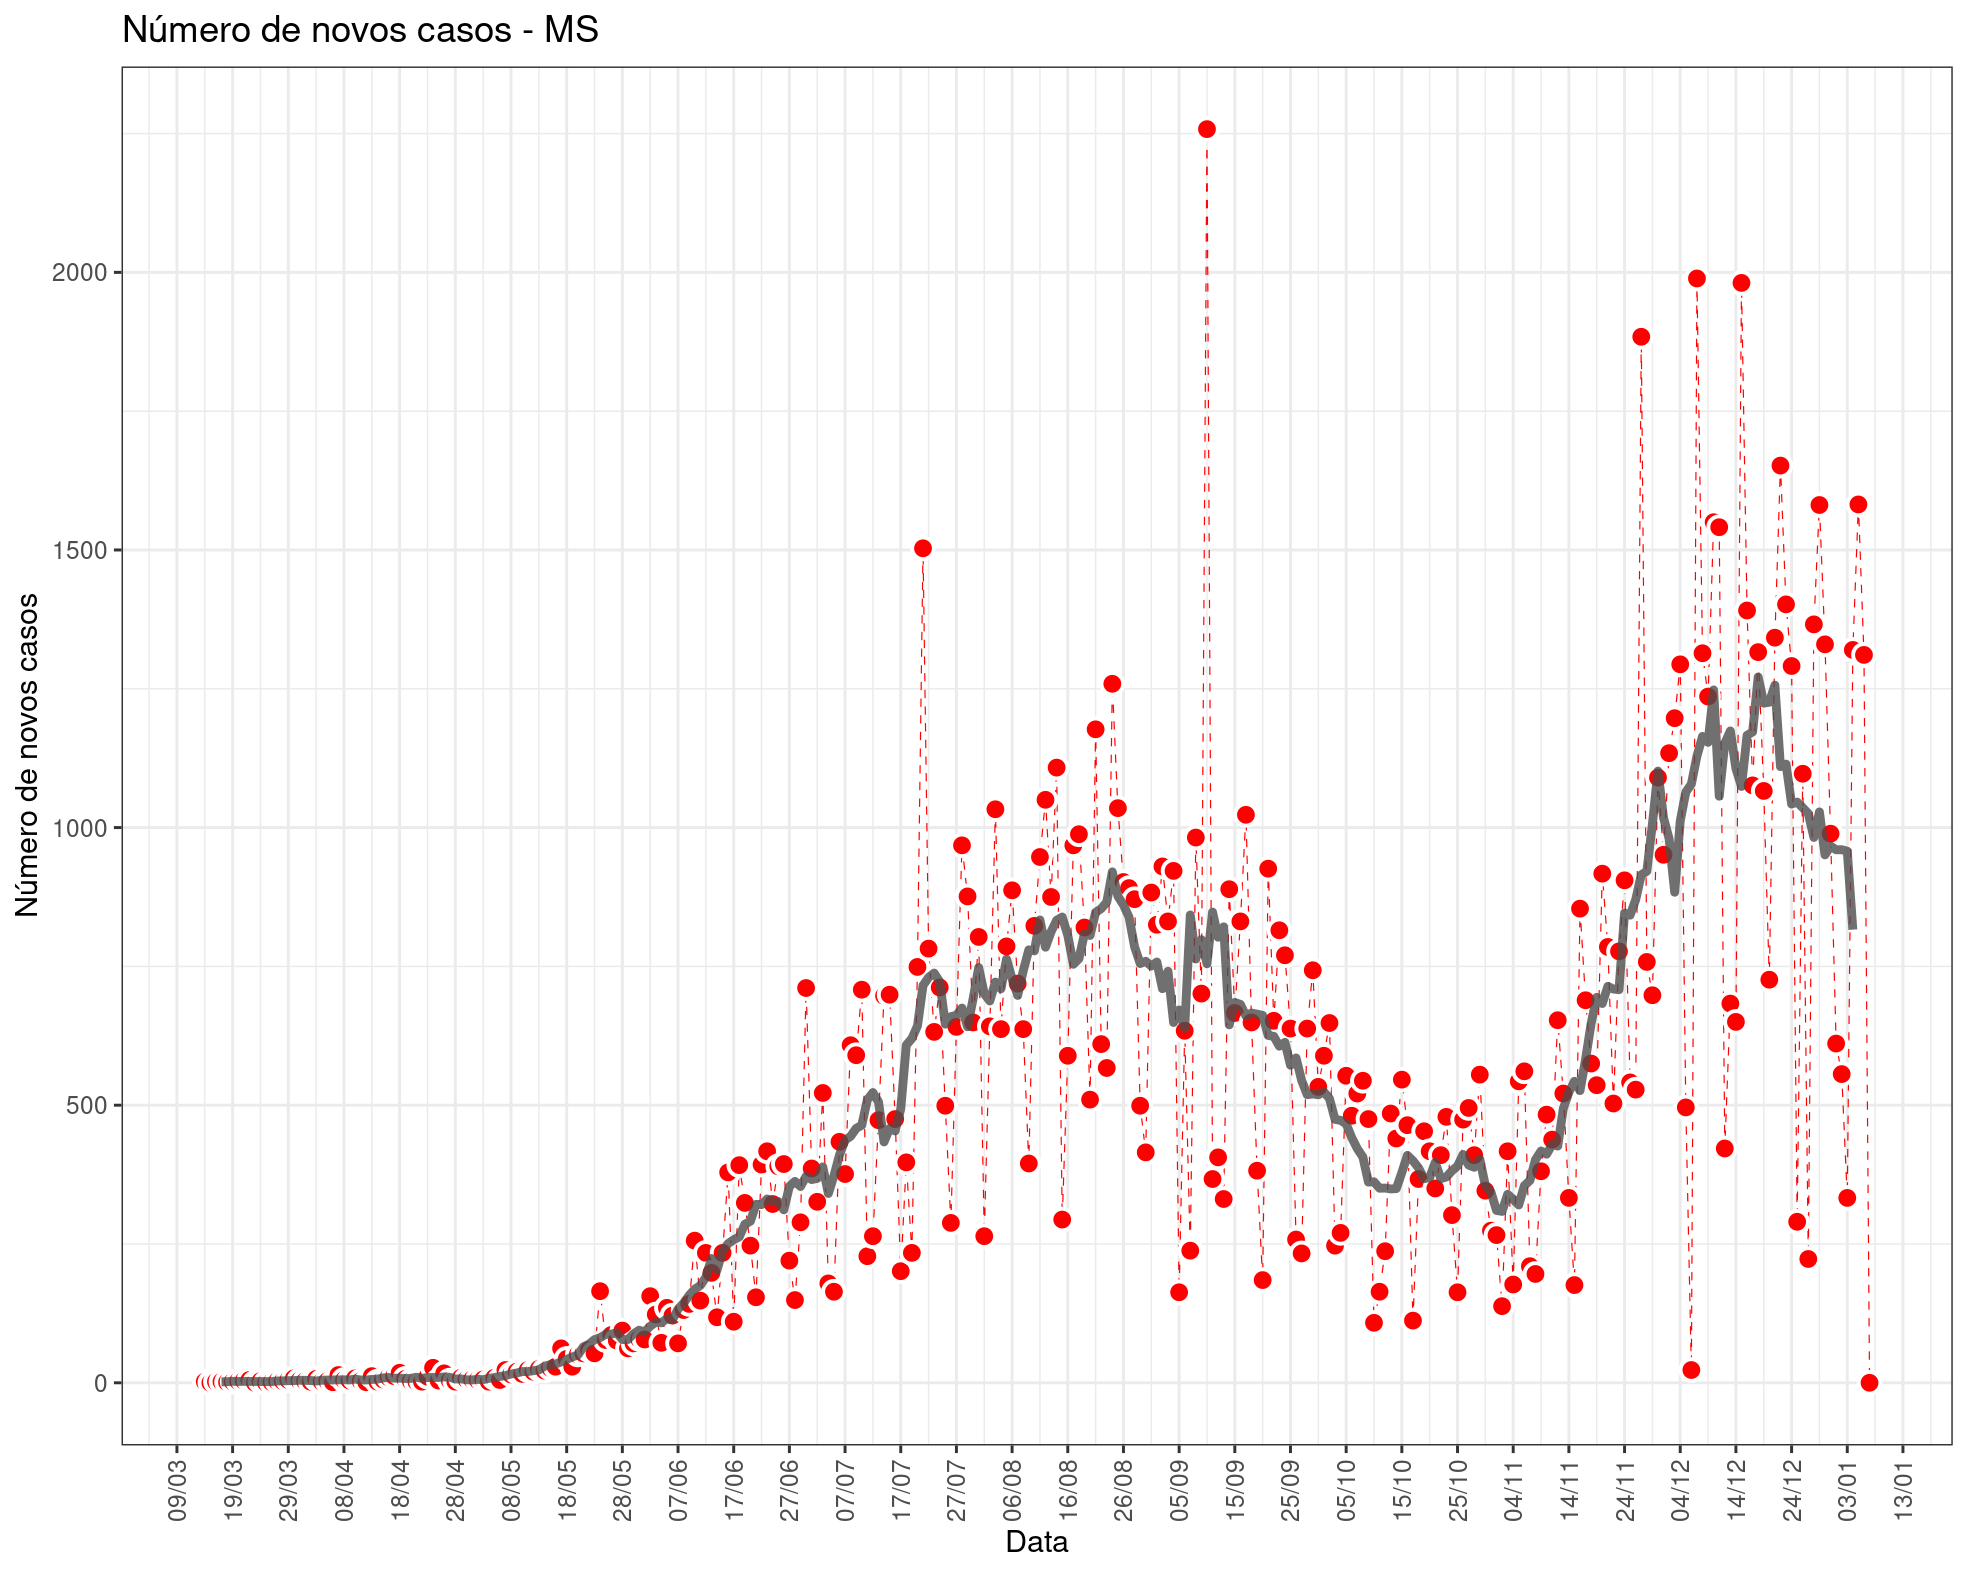 Número de novos casos - MS
Número de novos casos
2000
1500
1000
500
0
09/03 19/03 29/03 08/04 18/04 28/04 08/05 18/05 28/05 07/06 17/06 27/06 07/07 17/07 27/07 06/08 16/08 26/08 05/09 15/09 25/09 05/10 15/10 25/10 04/11 14/11 24/11 04/12 14/12 24/12 03/01 13/01
Data